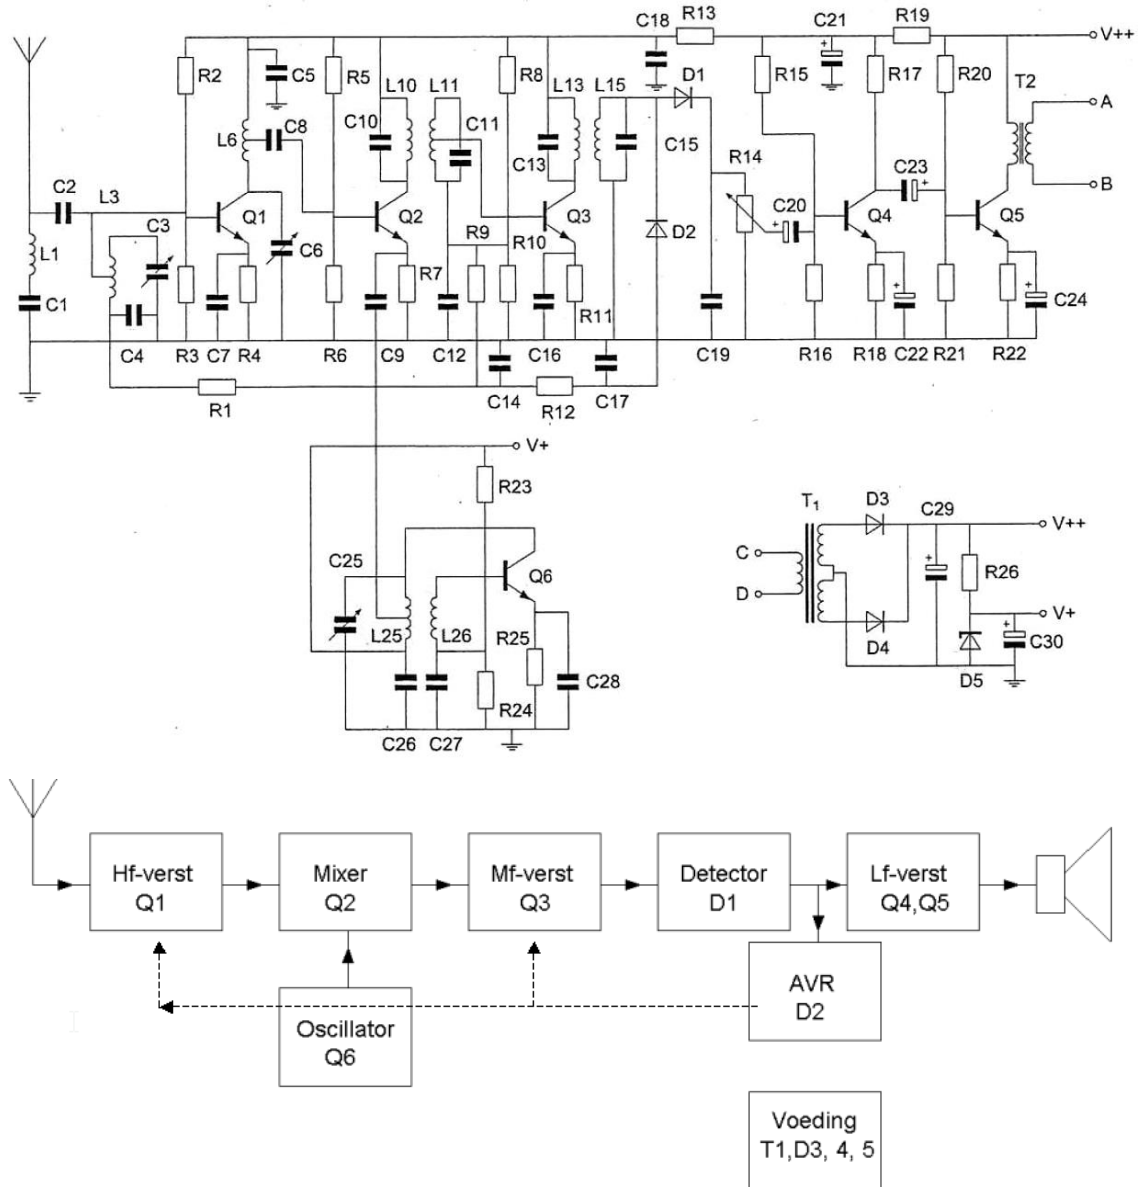 C18 R13 C21 R19
V++
R2 C5 R5 L10 L11 R8 L13 L15 D1 R15 R17 R20 T2
A
L6 C8 C10 C11 C13 C15
R14 C23
B
C2 L3 Q1 Q2 Q3 C20 Q4 Q5
C3 C6 R9 R10 D2
L1 R7
C1 R11 C24
C4 R3 C7 R4 R6 C9 C12 C16 C19 R16 R18 C22 R21 R22
R1 C14 R12 C17
V+
R23
T1 D3 C29
V++
C
C25 Q6 R26
D
V+
L25 L26 R25 D4 C30
C28 D5
R24
C26 C27
Hf-verst
Q1
Mixer
Q2
Mf-verst
Q3
Detector
D1
Lf-verst
Q4,Q5
AVR
D2
Oscillator
Q6
Voeding
T1,D3, 4, 5